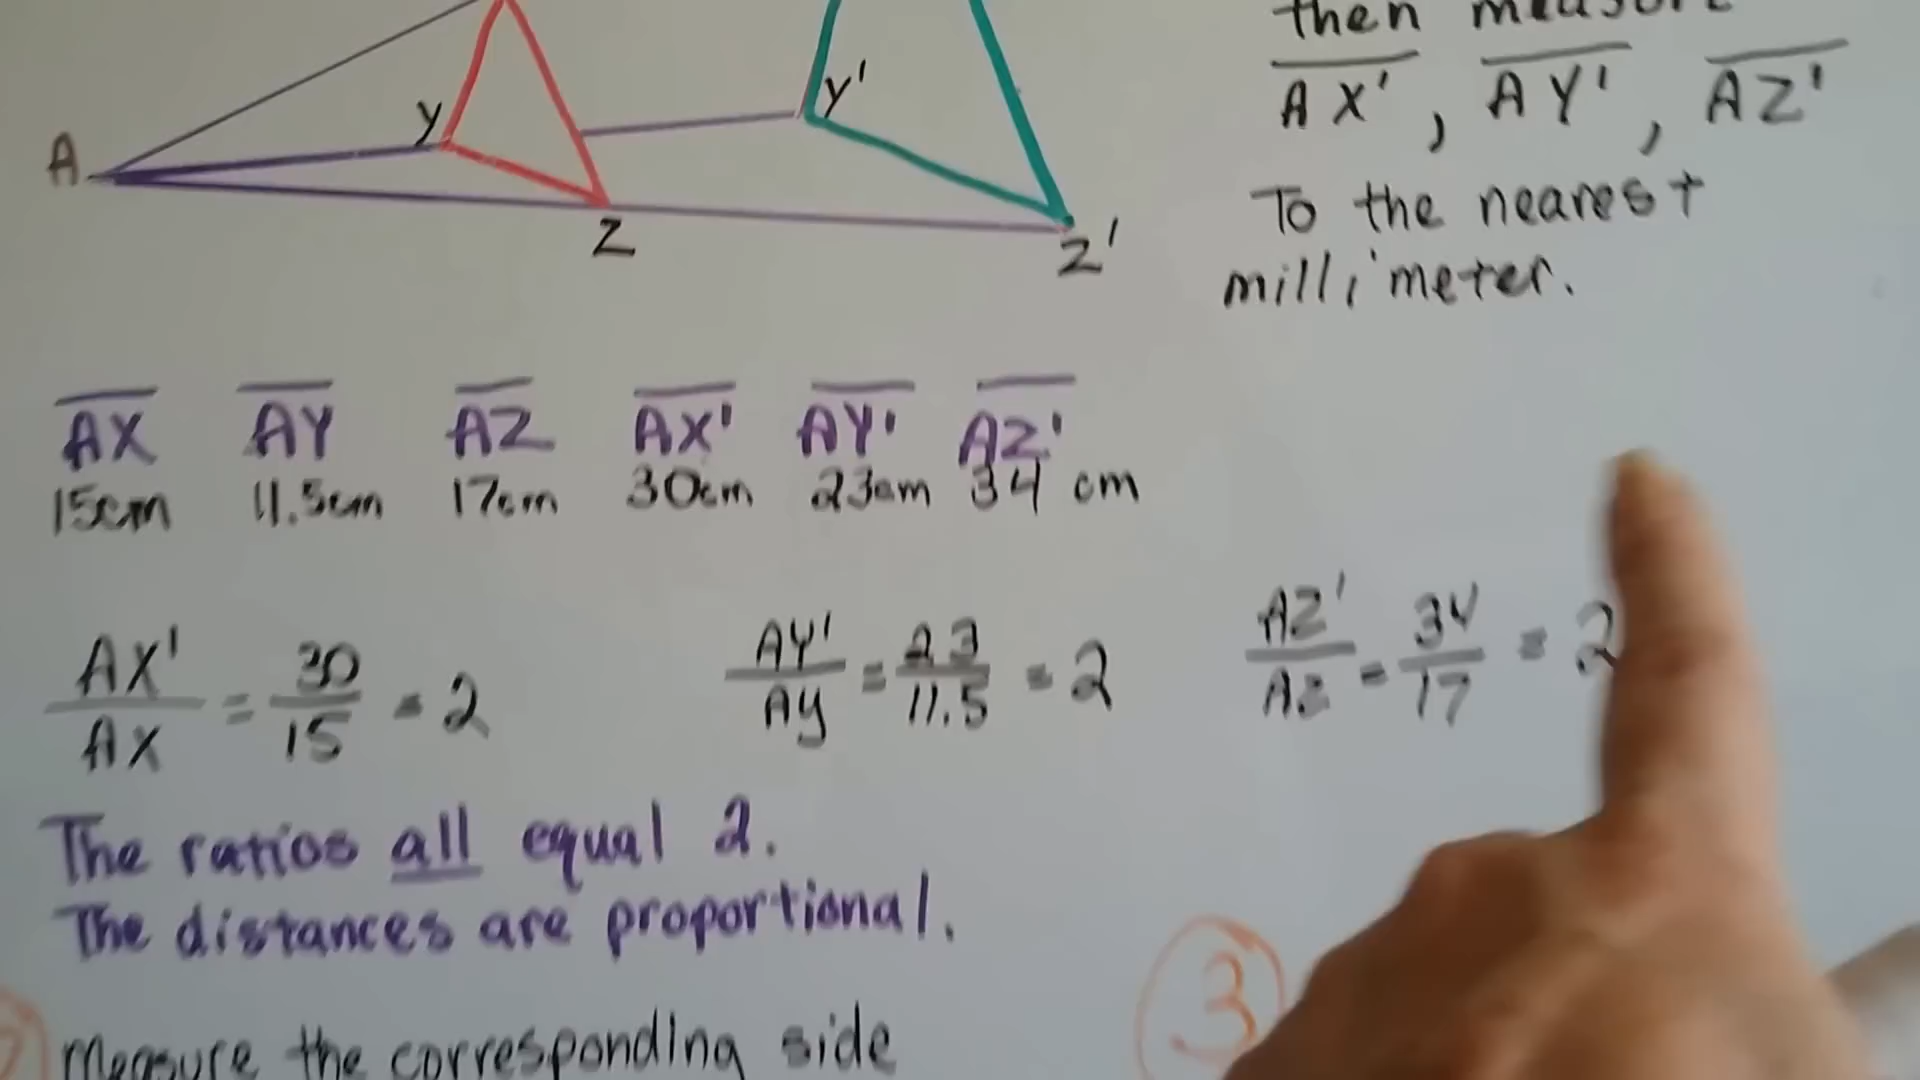 then measure
AX', AY', AZ'
To the nearest
millimeter.
A
Y
Z
Y'
Z'
AX AY AZ AX' AY' AZ'
15cm 11.5cm 17cm 30cm 23cm 34 cm
AX'/AX = 30/15 = 2
AY'/AY = 23/11.5 = 2
AZ'/AZ = 34/17 = 2
The ratios all equal 2.
The distances are proportional.
Measure the corresponding side
3